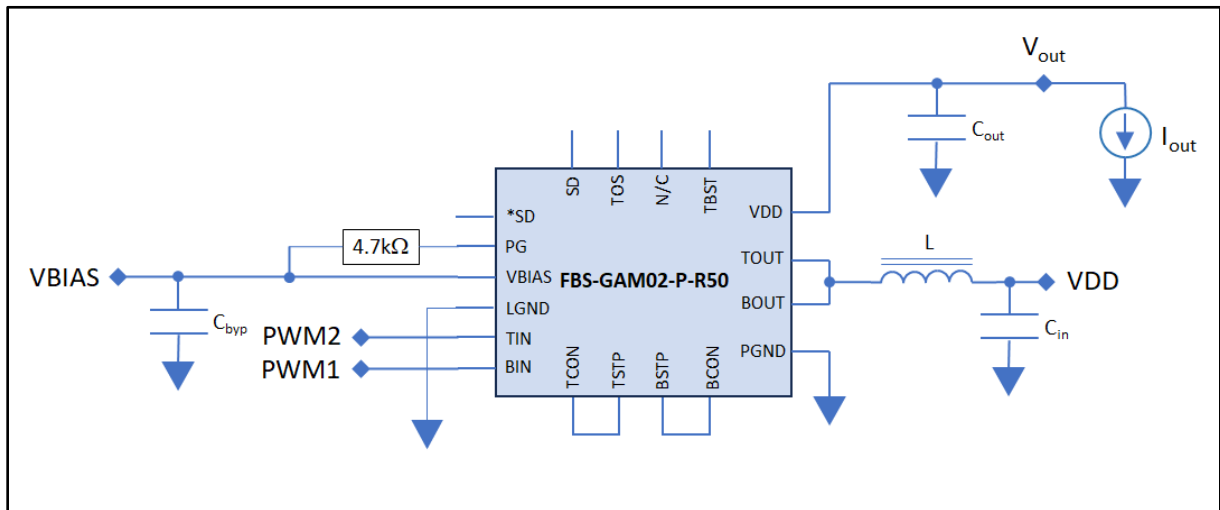 Vout
Cout
Iout
SD
TOS
N/C
TBST
VDD
*SD
4.7kΩ
PG
TOUT
L
VBIAS
VBIAS
FBS-GAM02-P-R50
VDD
Cbyp
LGND
BOUT
Cin
PWM2
TIN
PGND
PWM1
BIN
TCON
TSTP
BSTP
BCON